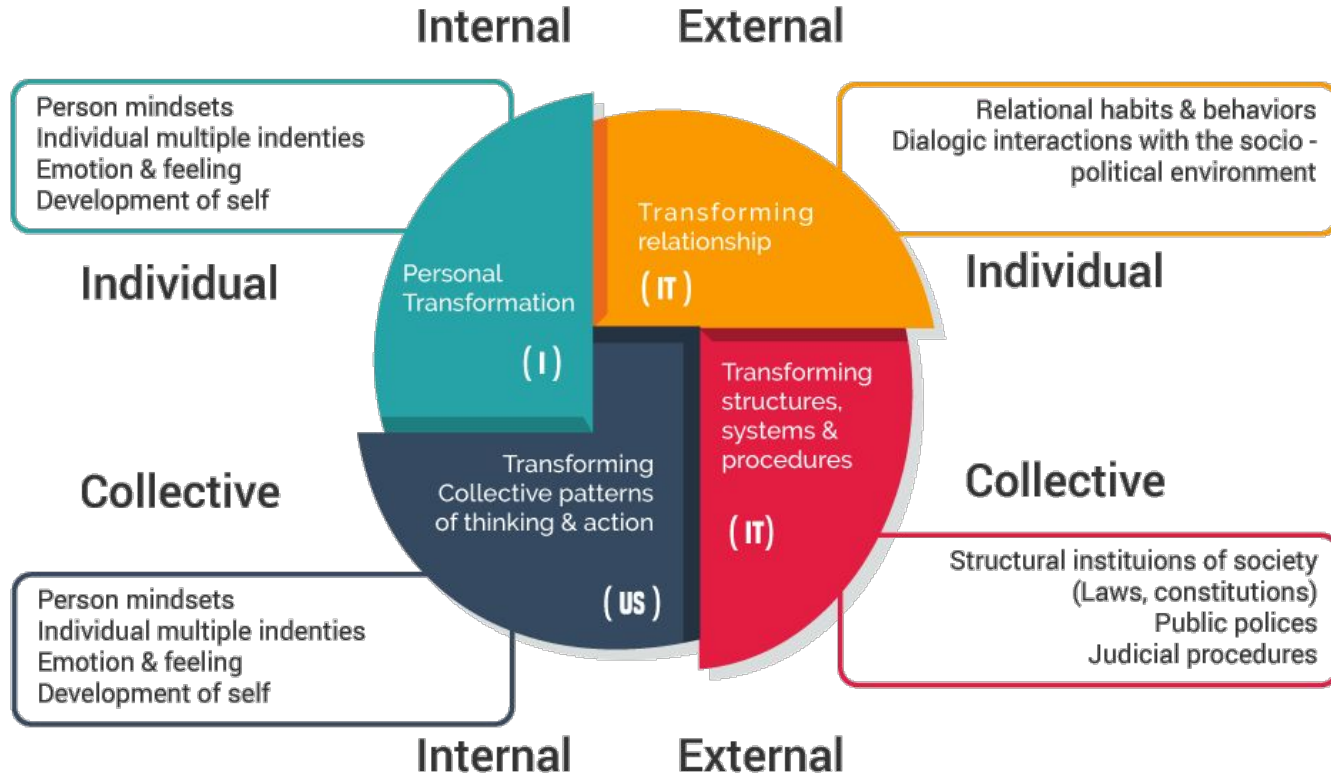 Internal
External
Person mindsets
Individual multiple indenties
Emotion & feeling
Development of self
Relational habits & behaviors
Dialogic interactions with the socio -
political environment
Transforming
relationship
( IT )
Individual
Personal
Transformation
( I )
Individual
Transforming
structures,
systems &
procedures
( IT)
Collective
Transforming
Collective patterns
of thinking & action
( US )
Collective
Person mindsets
Individual multiple indenties
Emotion & feeling
Development of self
Structural instituions of society
(Laws, constitutions)
Public polices
Judicial procedures
Internal
External